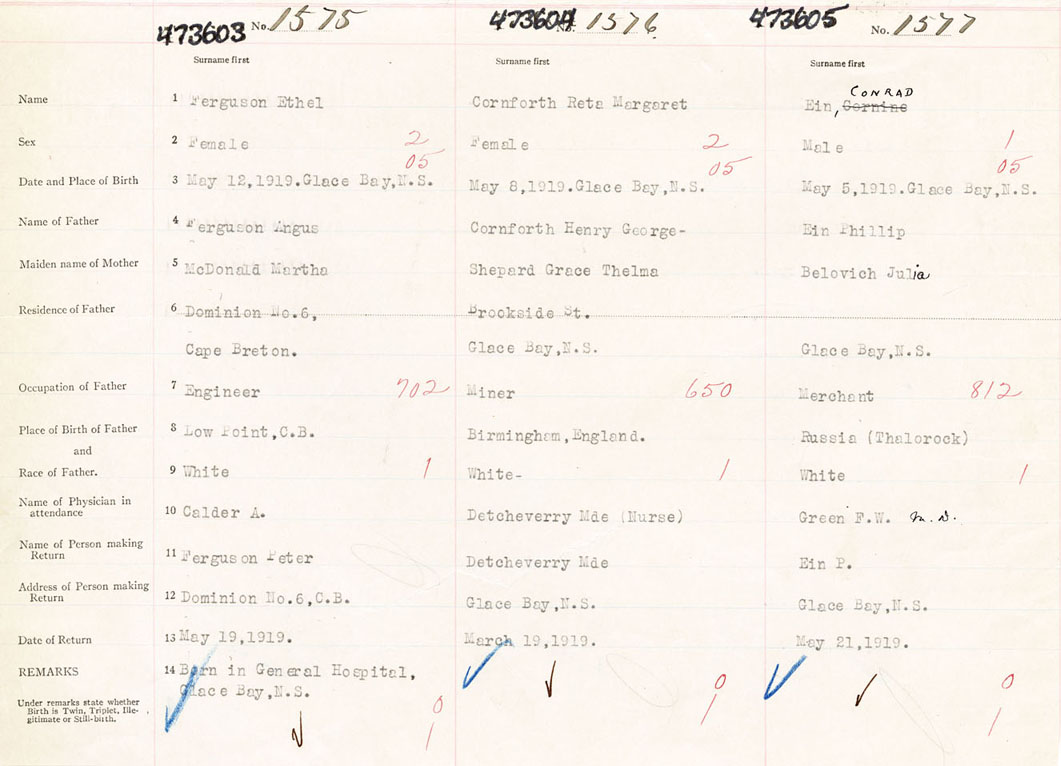 473603 No. 1575 473604 No. 1576 473605 No. 1577
Surname first Surname first Surname first
Name 1 Ferguson Ethel Cornforth Reta Margaret Ein, Cornine CONRAD
Sex 2 Female 2 Female 2 Male 1
05 05 05
Date and Place of Birth 3 May 12,1919.Glace Bay,N.S. May 8,1919.Glace Bay,N.S. May 5,1919.Glace Bay,N.S.
Name of Father 4 Ferguson Angus Cornforth Henry George- Ein Phillip
Maiden name of Mother 5 McDonald Martha Shepard Grace Thelma Belovich Julia
Residence of Father 6 Dominion No.6, Brookside St.
Cape Breton. Glace Bay,N.S. Glace Bay,N.S.
Occupation of Father 7 Engineer 702 Miner 650 Merchant 812
Place of Birth of Father 8 Low Point,C.B. Birmingham,England. Russia (Thalorock)
and
Race of Father. 9 White 1 White- 1 White 1
Name of Physician in
attendance 10 Calder A. Detcheverry Mde (Nurse) Green F.W. M.D.
Name of Person making
Return 11 Ferguson Peter Detcheverry Mde Ein P.
Address of Person making
Return 12 Dominion No.6,C.B. Glace Bay,N.S. Glace Bay,N.S.
Date of Return 13 May 19,1919. March 19,1919. May 21,1919.
REMARKS 14 Born in General Hospital,
Glace Bay,N.S. 0 0 0
Under remarks state whether
Birth is Twin, Triplet, Ille-
gitimate or Still-birth. 1 1 1